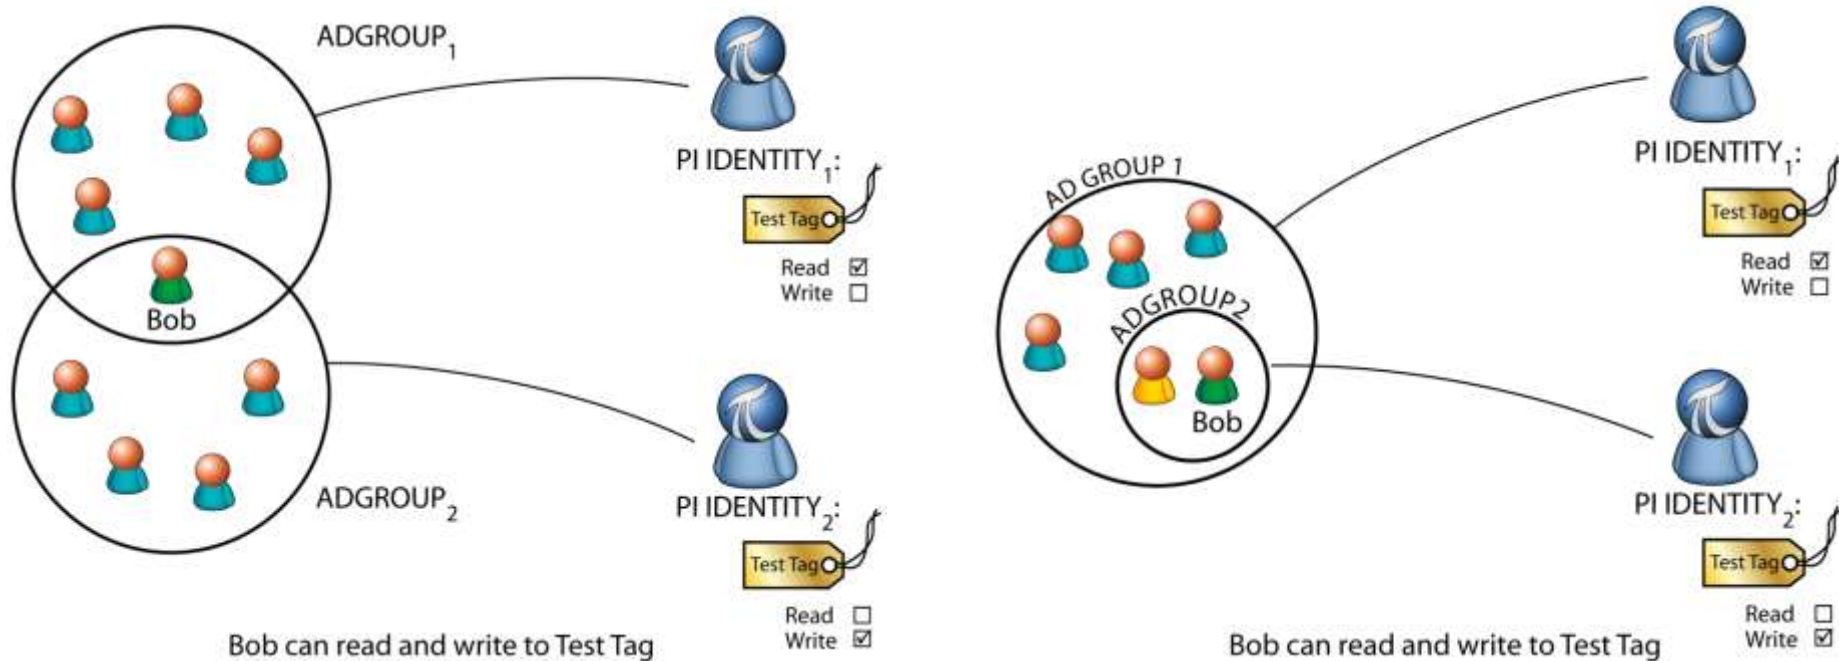 ADGROUP1
PI IDENTITY1:
Test Tag
Read ☑
Write ☐
Bob
ADGROUP2
PI IDENTITY2:
Test Tag
Read ☐
Write ☑
Bob can read and write to Test Tag
AD GROUP 1
PI IDENTITY1:
Test Tag
Read ☑
Write ☐
ADGROUP2
Bob
PI IDENTITY2:
Test Tag
Read ☐
Write ☑
Bob can read and write to Test Tag